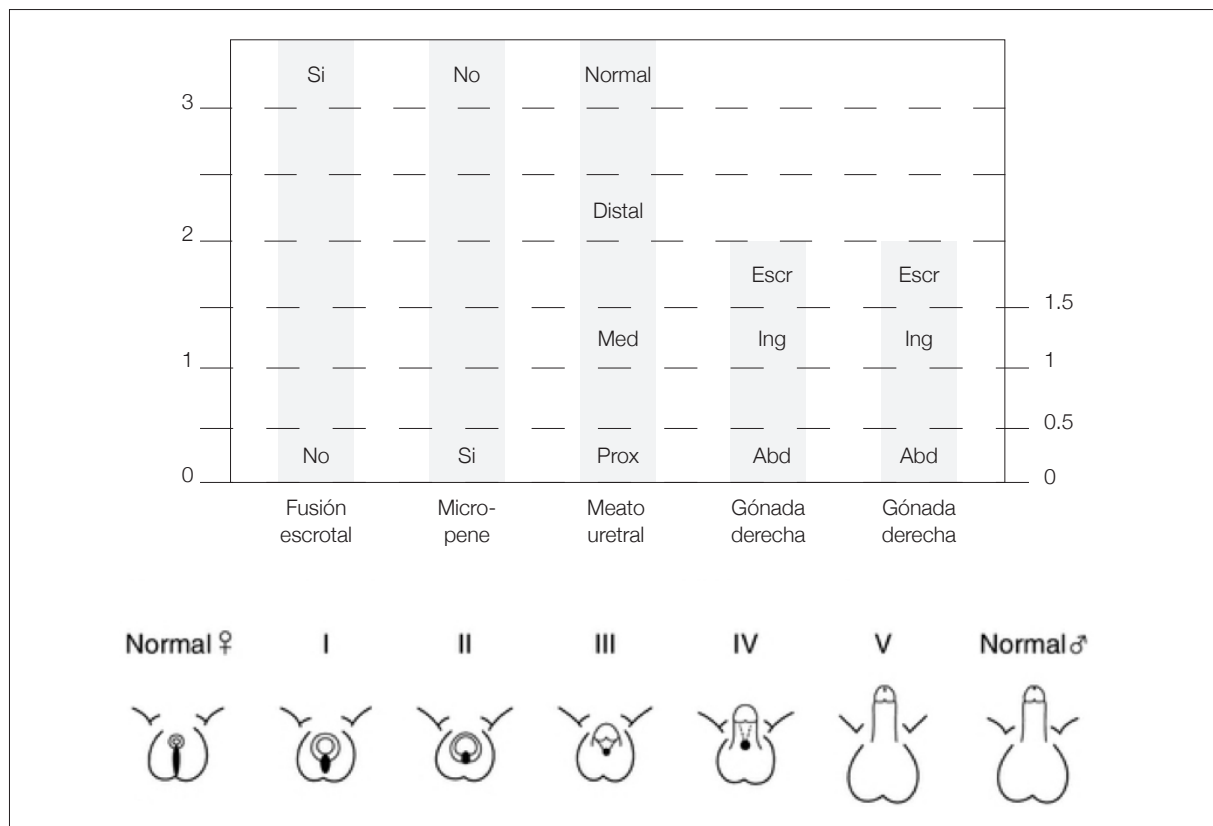 Si No Normal
3
Distal
2
Escr Escr
1.5
Med Ing Ing
1 1
0.5
No Si Prox Abd Abd
0 0
Fusión Micro- Meato Gónada Gónada
escrotal pene uretral derecha derecha
Normal ♀ I II III IV V Normal ♂